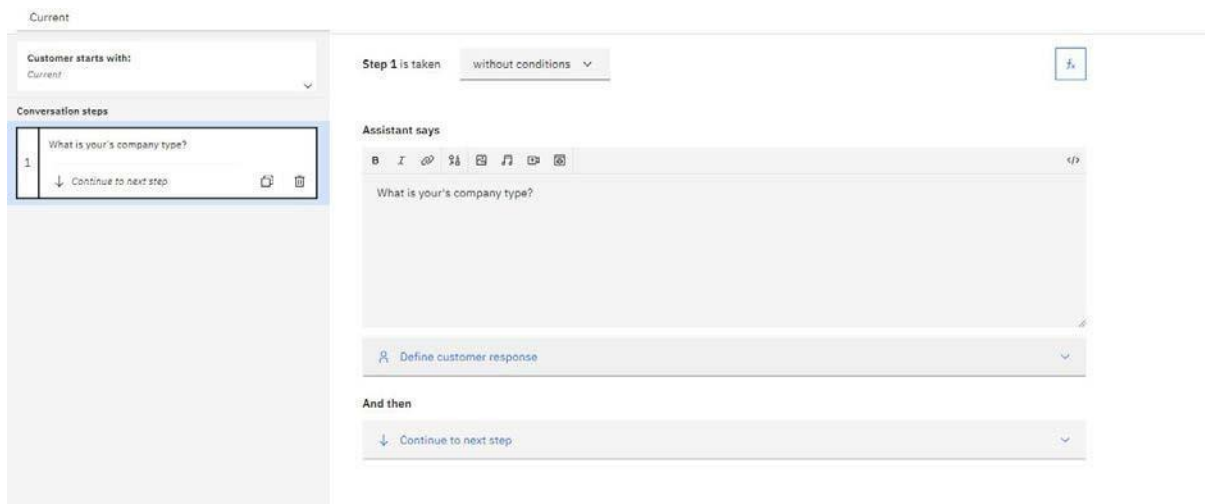 Current
Customer starts with:
Current
Conversation steps
1
What is your's company type?
Continue to next step
Step 1 is taken
without conditions
fx
Assistant says
B I </>
What is your's company type?
Define customer response
And then
Continue to next step